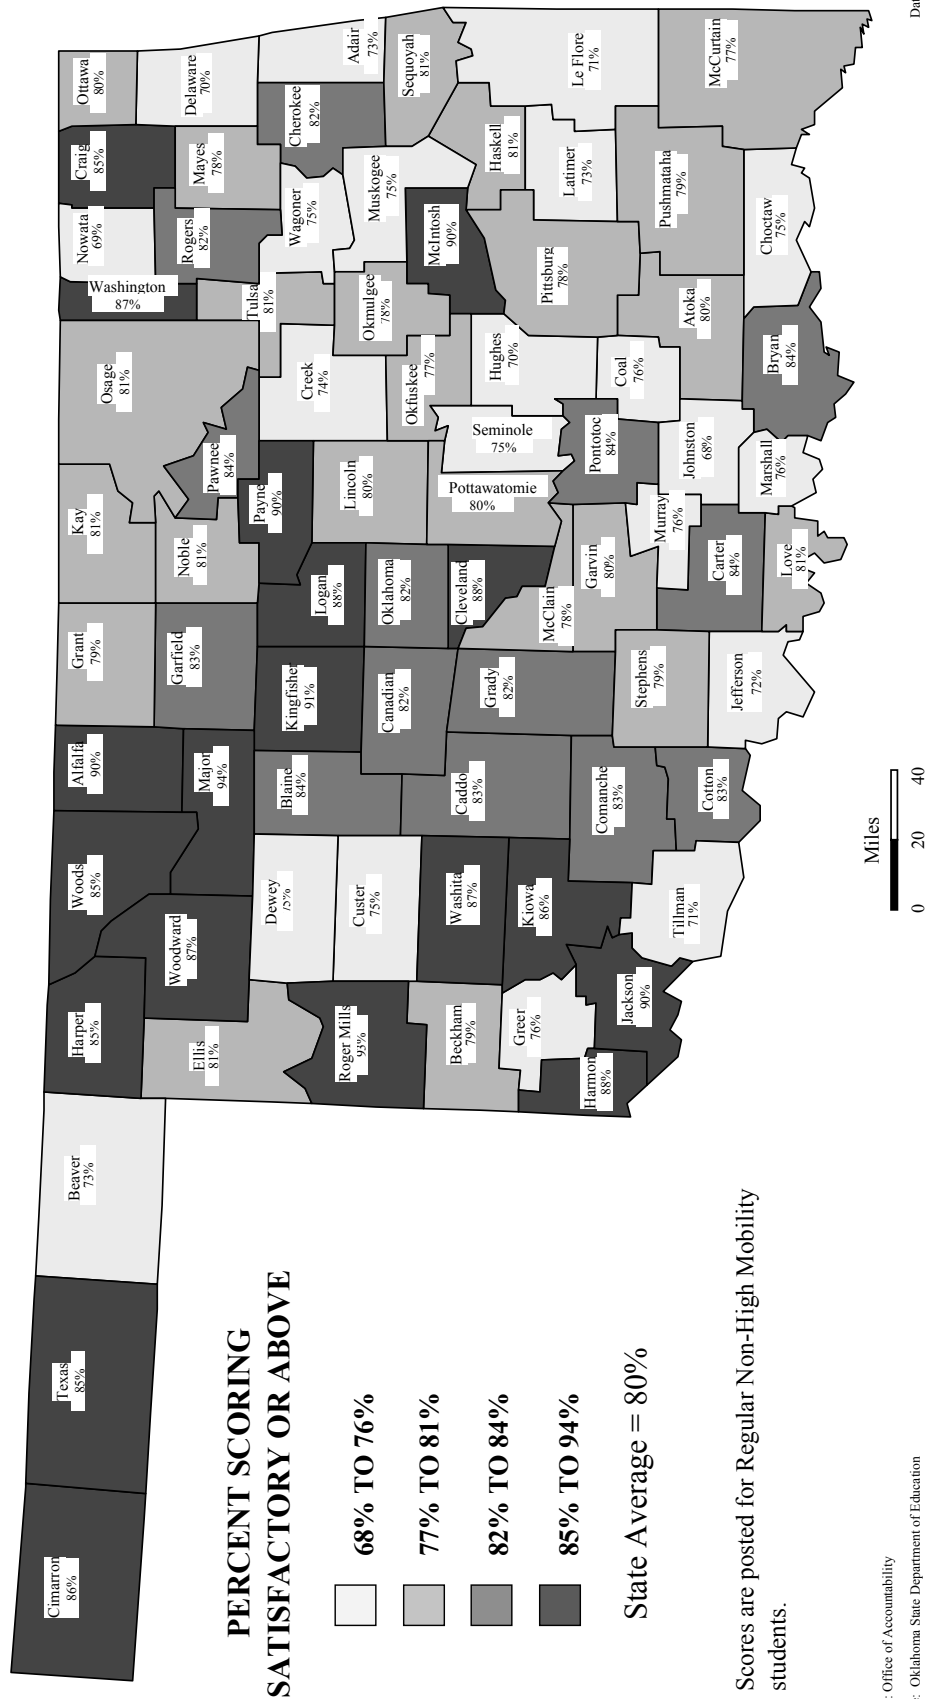 Cimarron
86%
Texas
85%
Beaver
73%
Harper
85%
Woods
85%
Alfalfa
90%
Grant
79%
Kay
81%
Osage
81%
Washington
87%
Nowata
69%
Craig
85%
Ottawa
80%
Ellis
81%
Woodward
87%
Major
94%
Garfield
83%
Noble
81%
Pawnee
84%
Rogers
82%
Mayes
78%
Delaware
70%
Roger Mills
93%
Dewey
75%
Blaine
84%
Kingfisher
91%
Logan
88%
Payne
90%
Creek
74%
Tulsa
81%
Wagoner
75%
Cherokee
82%
Adair
73%
Custer
75%
Canadian
82%
Oklahoma
82%
Lincoln
80%
Okfuskee
77%
Okmulgee
78%
Muskogee
75%
Sequoyah
81%
Beckham
79%
Washita
87%
Caddo
83%
Grady
82%
Cleveland
88%
Pottawatomie
80%
Seminole
75%
Hughes
70%
McIntosh
90%
Haskell
81%
Greer
76%
Kiowa
86%
McClain
78%
Pittsburg
78%
Latimer
73%
Le Flore
71%
Harmon
88%
Jackson
90%
Comanche
83%
Stephens
79%
Garvin
80%
Pontotoc
84%
Coal
76%
Tillman
71%
Cotton
83%
Jefferson
72%
Murray
76%
Carter
84%
Johnston
68%
Atoka
80%
Pushmataha
79%
McCurtain
77%
Love
81%
Marshall
76%
Bryan
84%
Choctaw
75%
PERCENT SCORING
SATISFACTORY OR ABOVE
68% TO 76%
77% TO 81%
82% TO 84%
85% TO 94%
State Average = 80%
Scores are posted for Regular Non-High Mobility
students.
Miles
0 20 40
: Office of Accountability
: Oklahoma State Department of Education
Dat